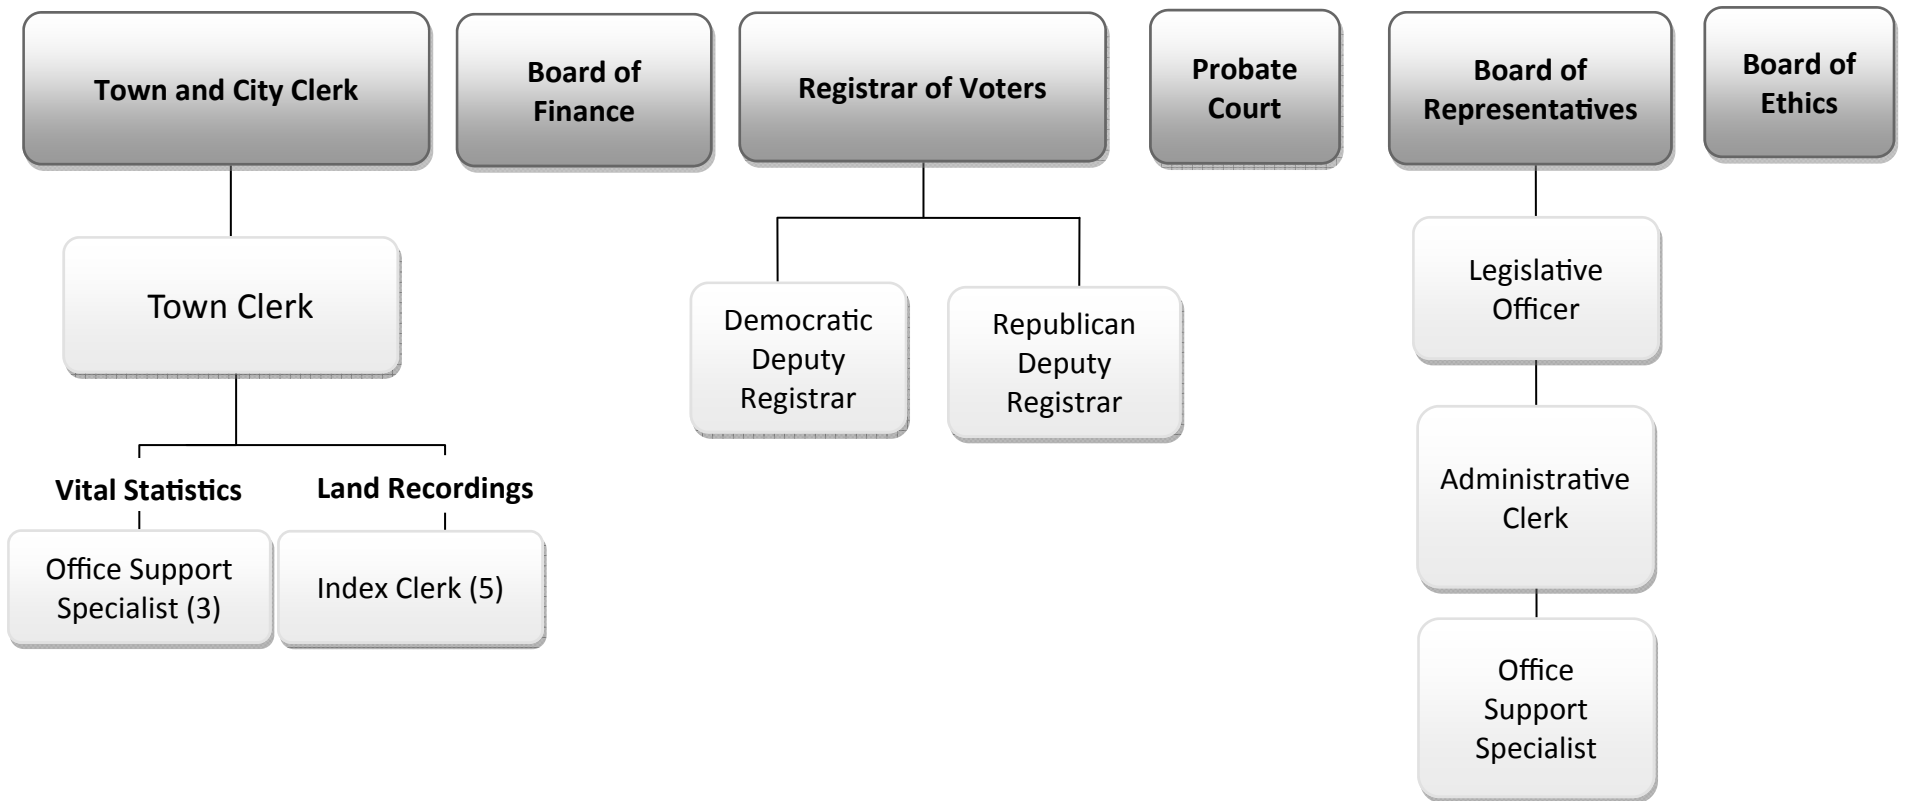 Town and City Clerk
Board of
Finance
Registrar of Voters
Probate
Court
Board of
Representatives
Board of
Ethics
Town Clerk
Vital Statistics
Office Support
Specialist (3)
Land Recordings
Index Clerk (5)
Democratic
Deputy
Registrar
Republican
Deputy
Registrar
Legislative
Officer
Administrative
Clerk
Office
Support
Specialist